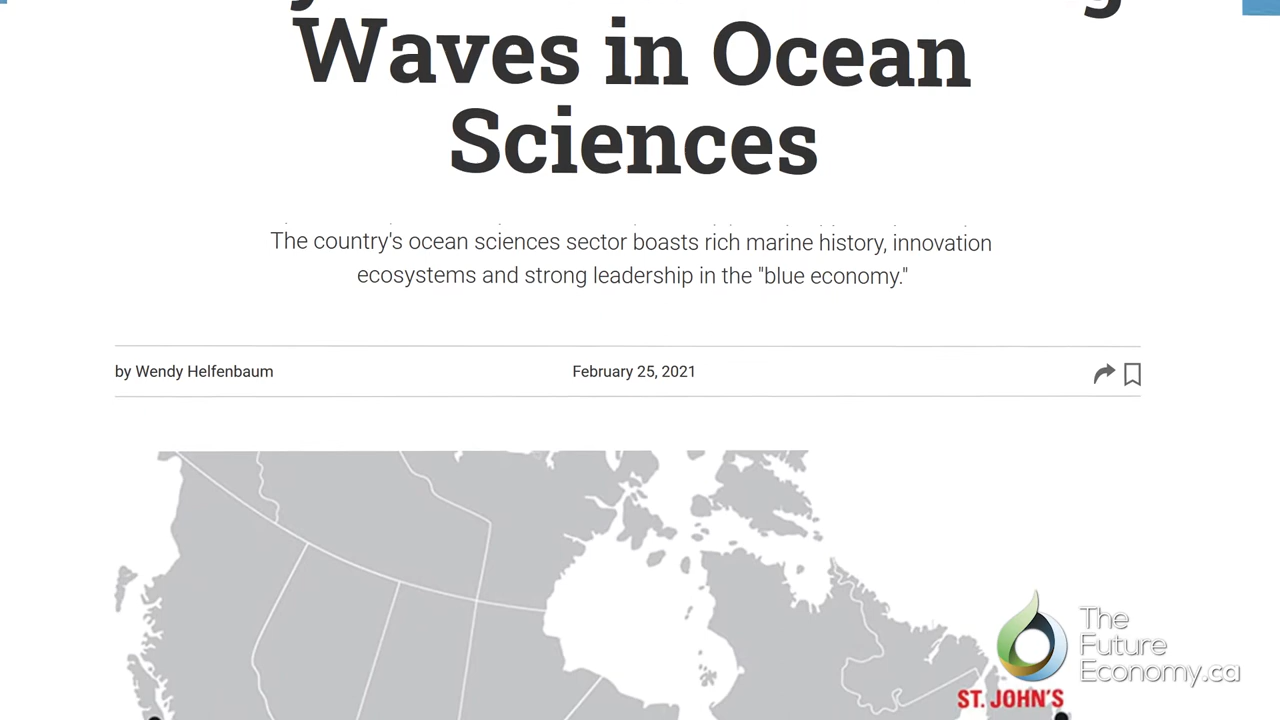 Waves in Ocean
Sciences
The country's ocean sciences sector boasts rich marine history, innovation
ecosystems and strong leadership in the "blue economy."
by Wendy Helfenbaum
February 25, 2021
The
Future
Economy.ca
ST. JOHN'S